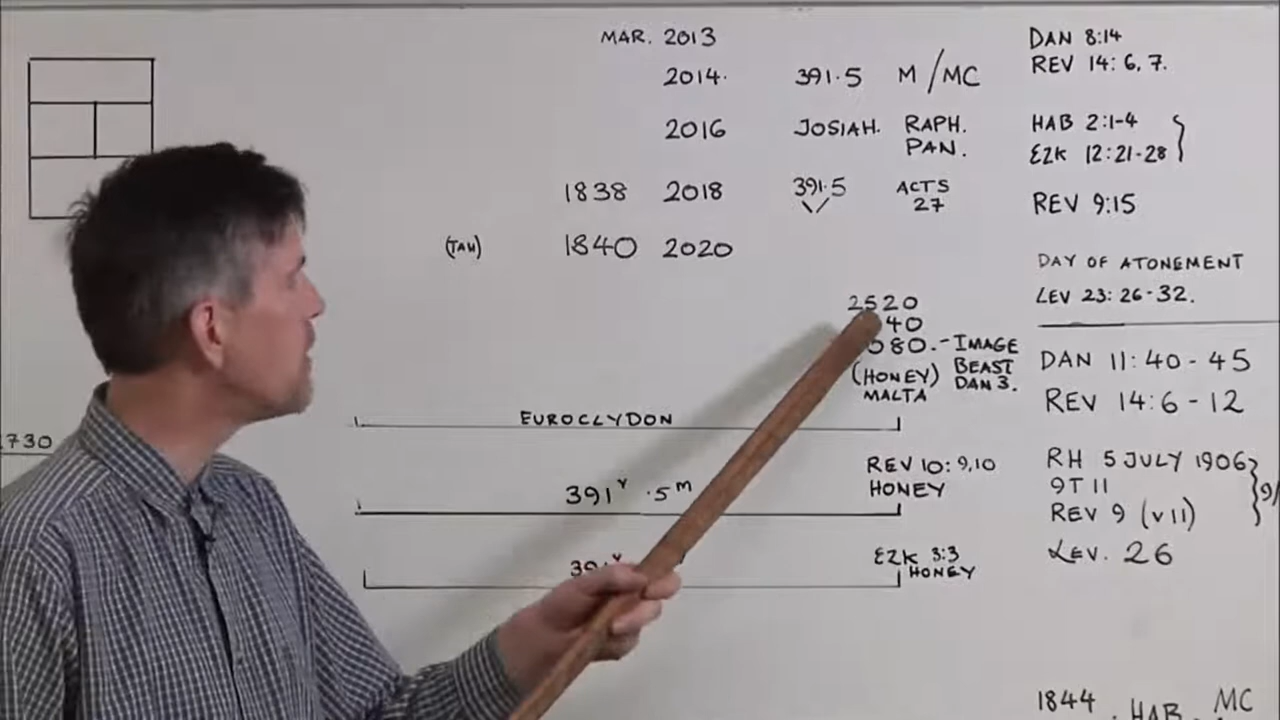 MAR. 2013
2014. 391.5 M/MC
2016 JOSIAH. RAPH.
PAN.
1838 2018 391.5 ACTS
27
(TAM) 1840 2020
2520
40
080.-IMAGE
(HONEY) BEAST
MALTA DAN 3.
EUROCLYDON
REV 10:9,10
391Y .5M HONEY
EZK 3:3
HONEY
730
DAN 8:14
REV 14: 6, 7.
HAB 2:1-4
EZK 12:21-28
REV 9:15
DAY OF ATONEMENT
LEV 23: 26-32.
DAN 11:40-45
REV 14:6-12
RH 5 JULY 1906
9T 11
REV 9 (V11)
LEV. 26
1844 . HAB. MC